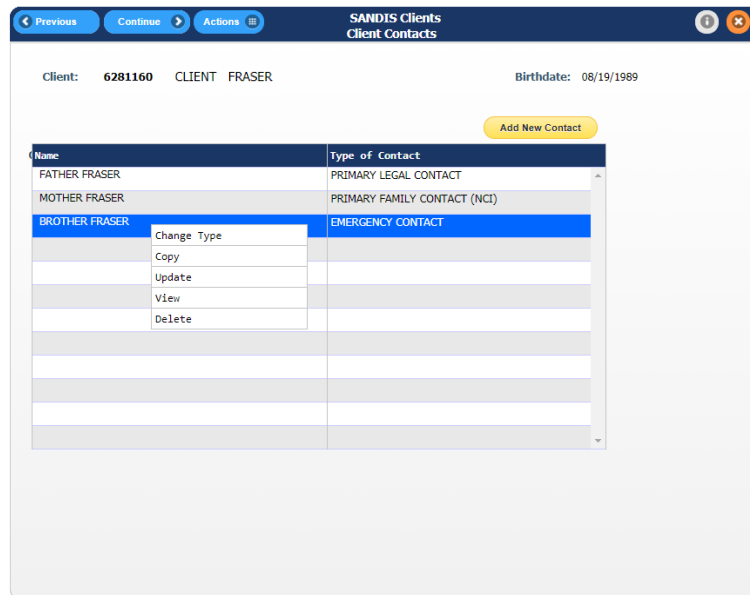 Previous Continue Actions SANDIS Clients
Client Contacts
Client: 6281160 CLIENT FRASER Birthdate: 08/19/1989
Add New Contact
Name Type of Contact
FATHER FRASER PRIMARY LEGAL CONTACT
MOTHER FRASER PRIMARY FAMILY CONTACT (NCI)
BROTHER FRASER EMERGENCY CONTACT
Change Type
Copy
Update
View
Delete